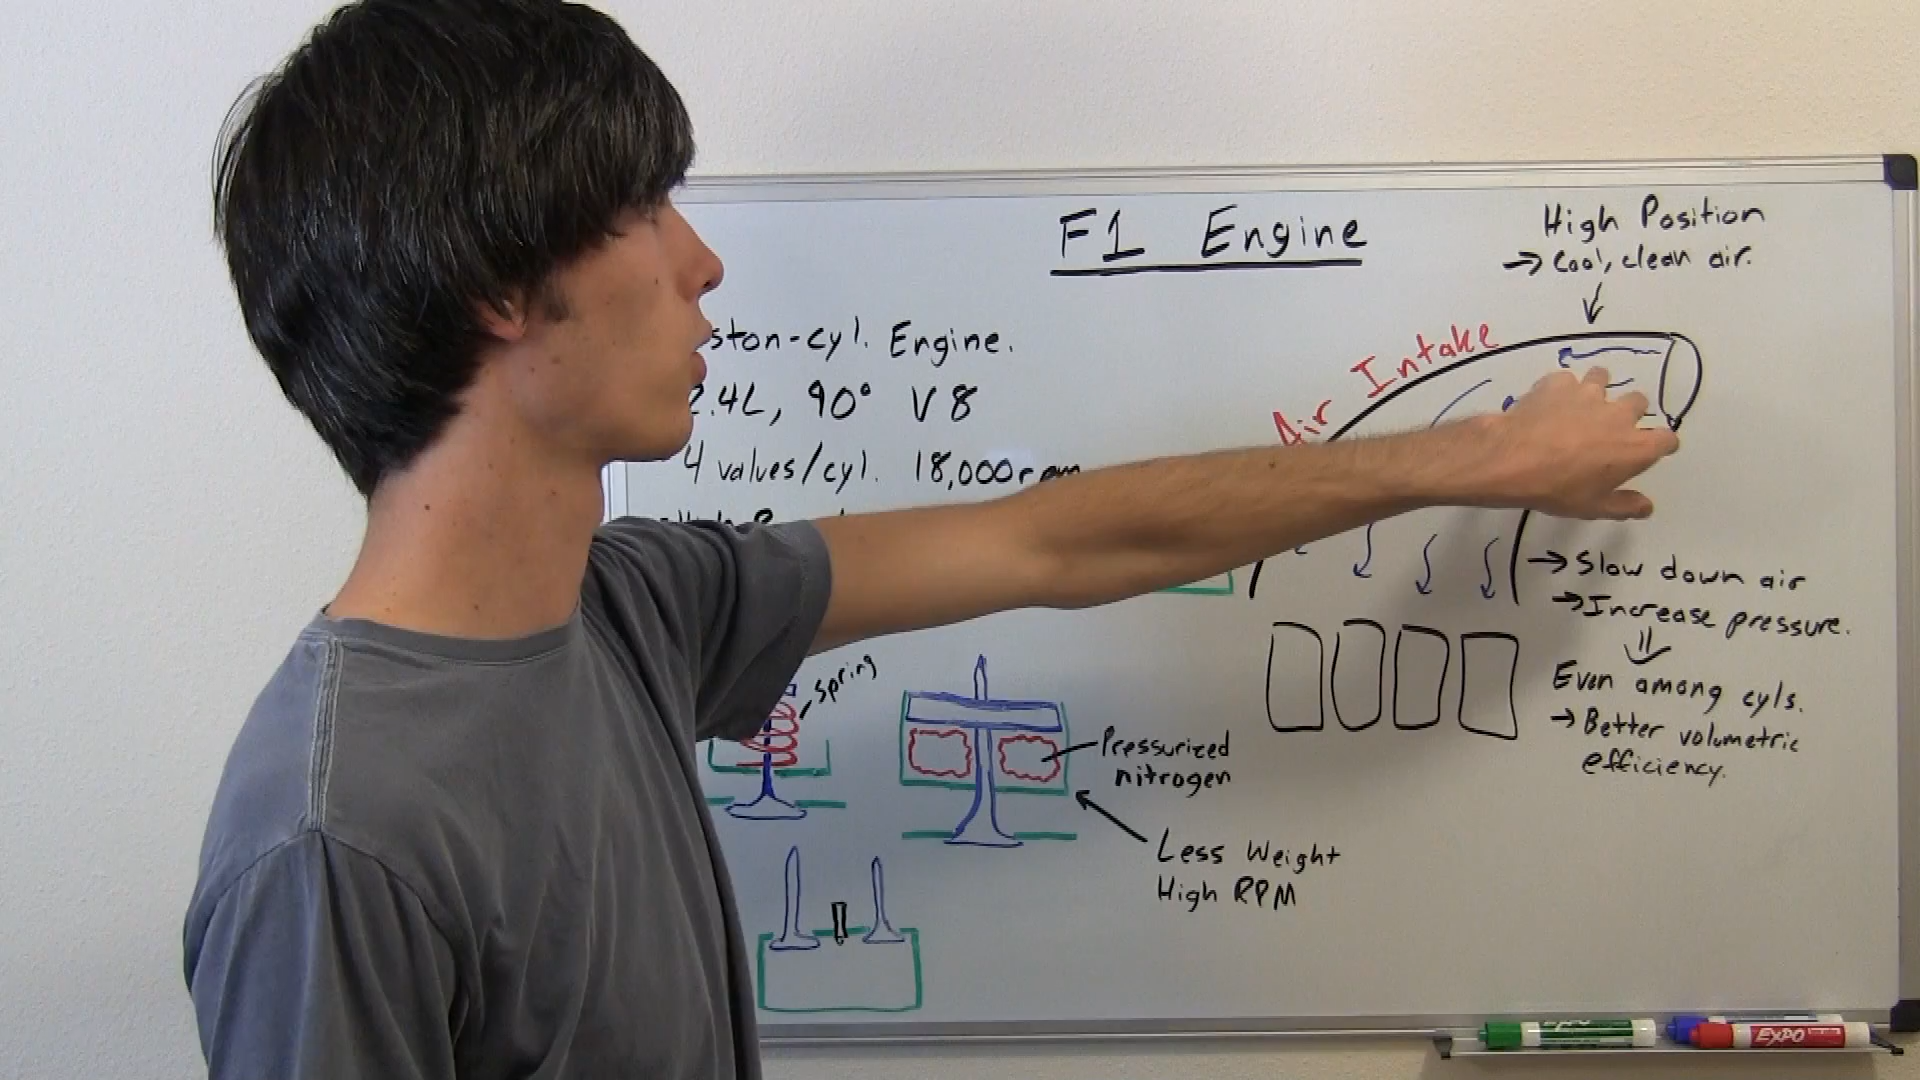 F1 Engine
High Position
→ Cool, clean air.
ston-cyl. Engine.
2.4L, 90° V8
4 values/cyl. 18,000rpm
Air Intake
→ Slow down air
→ Increase pressure.
Even among cyls.
→ Better volumetric
efficiency.
spring
Pressurized
nitrogen
Less Weight
High RPM
EXPO